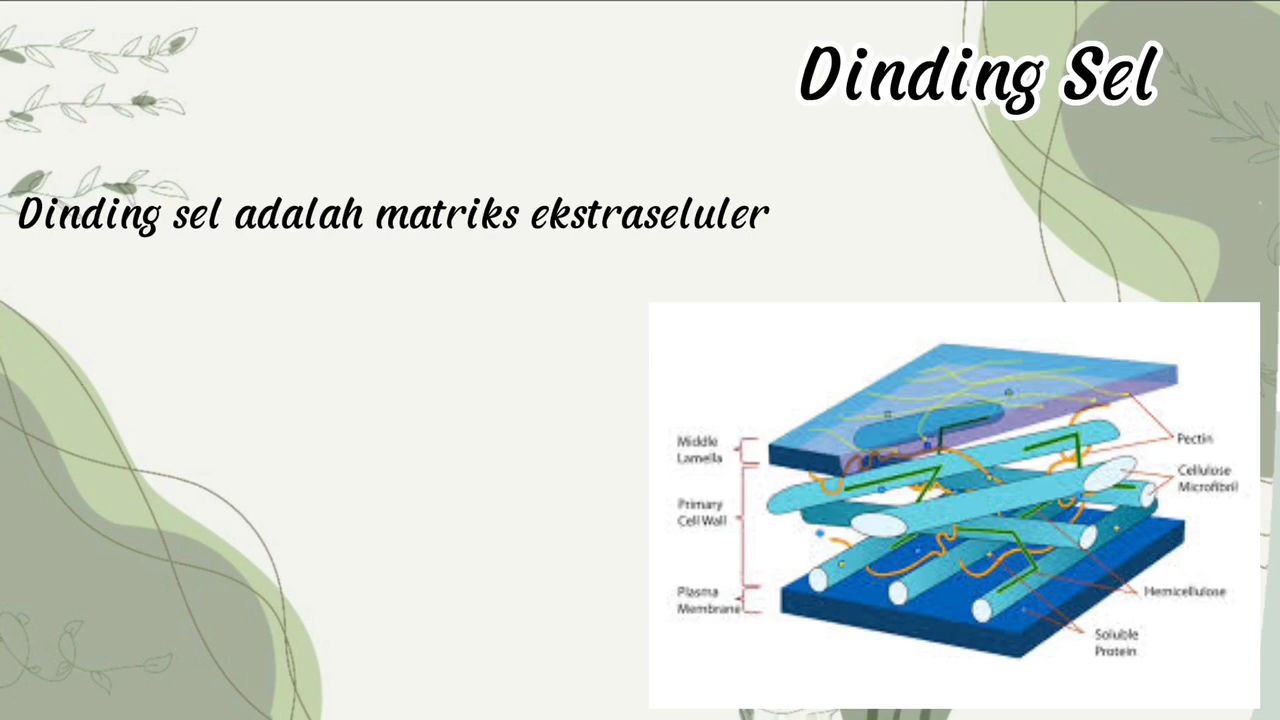 Dinding Sel
Dinding sel adalah matriks ekstraseluler
Middle
Lamella
Primary
Cell Wall
Plasma
Membrane
Pectin
Cellulose
Microfibril
Hemicellulose
Soluble
Protein